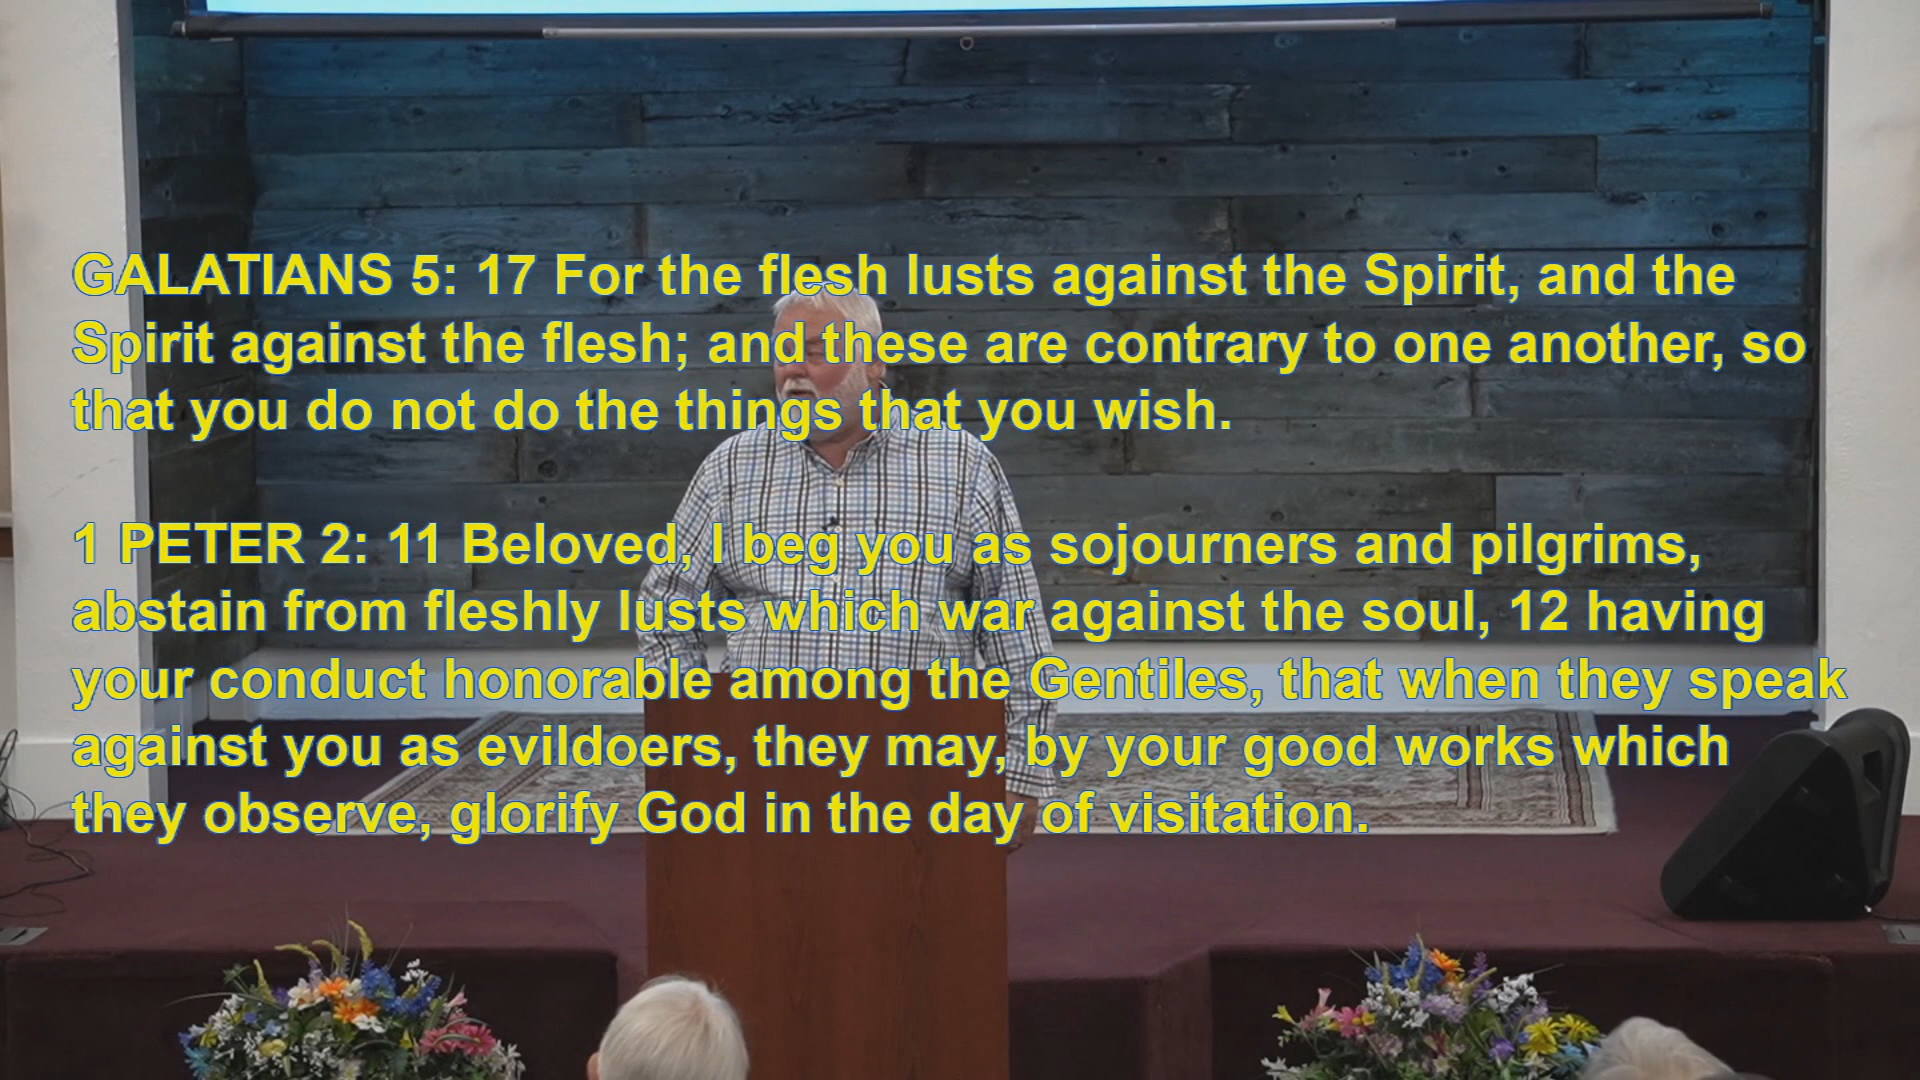 GALATIANS 5: 17 For the flesh lusts against the Spirit, and the
Spirit against the flesh; and these are contrary to one another, so
that you do not do the things that you wish.
1 PETER 2: 11 Beloved, I beg you as sojourners and pilgrims,
abstain from fleshly lusts which war against the soul, 12 having
your conduct honorable among the Gentiles, that when they speak
against you as evildoers, they may, by your good works which
they observe, glorify God in the day of visitation.